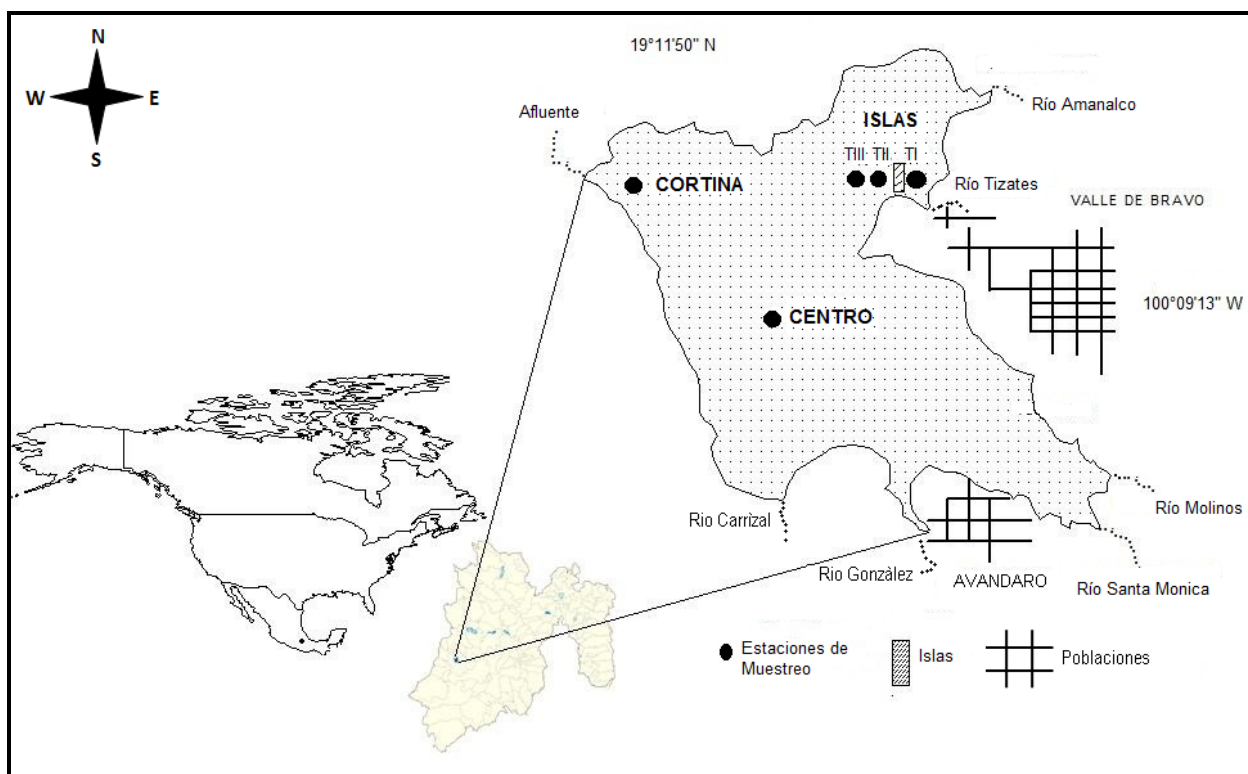 N
W E
S
19°11'50" N
Afluente
Río Amanalco
ISLAS
TIII TII. TI
CORTINA
Río Tizates
VALLE DE BRAVO
100°09'13" W
CENTRO
Rio Carrìzal
Río Molinos
Rio Gonzàlez
AVANDARO
Río Santa Monica
Estaciones de
Muestreo
Islas
Poblaciones